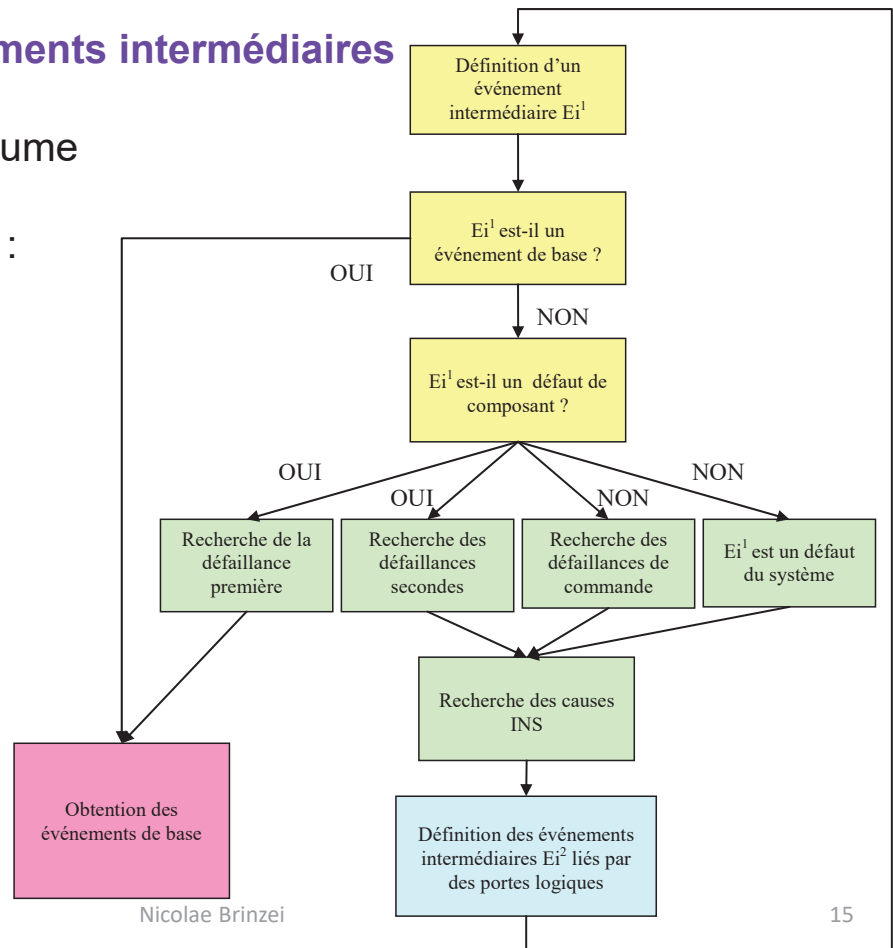 ments intermédiaires
ume
:
Définition d’un
événement
intermédiaire Ei¹
Ei¹ est-il un
événement de base ?
OUI
NON
Ei¹ est-il un défaut de
composant ?
OUI
OUI
NON
NON
Recherche de la
défaillance
première
Recherche des
défaillances
secondes
Recherche des
défaillances de
commande
Ei¹ est un défaut
du système
Recherche des causes
INS
Obtention des
événements de base
Définition des événements
intermédiaires Ei² liés par
des portes logiques
Nicolae Brinzei
15